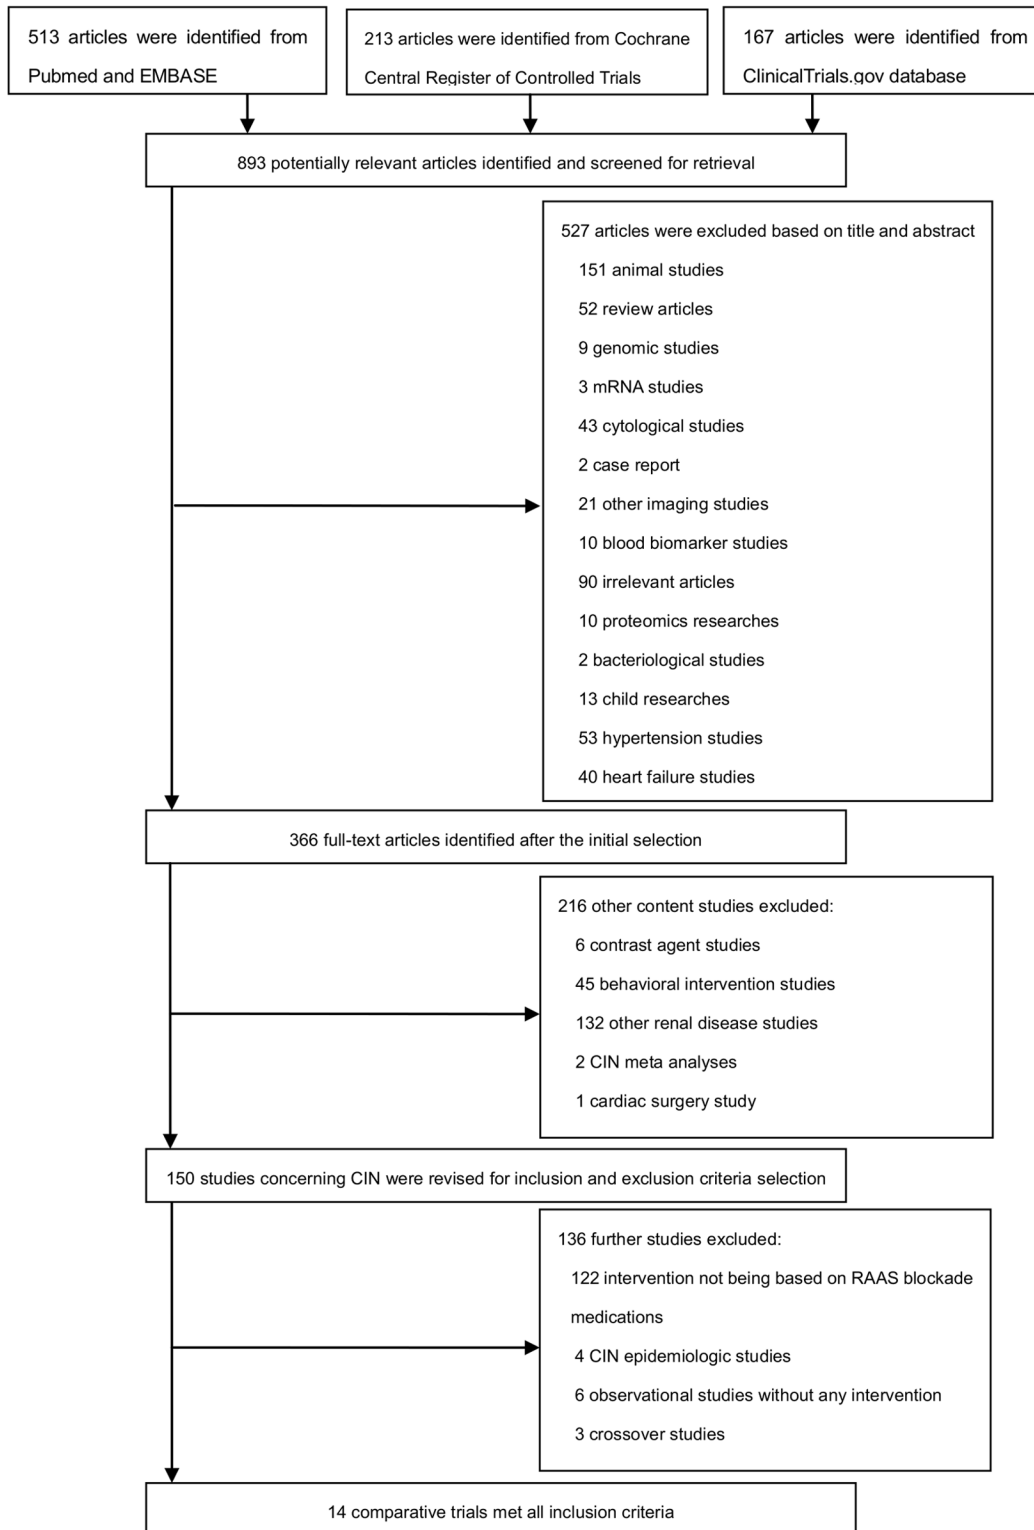 513 articles were identified from
Pubmed and EMBASE
213 articles were identified from Cochrane
Central Register of Controlled Trials
167 articles were identified from
ClinicalTrials.gov database
893 potentially relevant articles identified and screened for retrieval
527 articles were excluded based on title and abstract
151 animal studies
52 review articles
9 genomic studies
3 mRNA studies
43 cytological studies
2 case report
21 other imaging studies
10 blood biomarker studies
90 irrelevant articles
10 proteomics researches
2 bacteriological studies
13 child researches
53 hypertension studies
40 heart failure studies
366 full-text articles identified after the initial selection
216 other content studies excluded:
6 contrast agent studies
45 behavioral intervention studies
132 other renal disease studies
2 CIN meta analyses
1 cardiac surgery study
150 studies concerning CIN were revised for inclusion and exclusion criteria selection
136 further studies excluded:
122 intervention not being based on RAAS blockade
medications
4 CIN epidemiologic studies
6 observational studies without any intervention
3 crossover studies
14 comparative trials met all inclusion criteria